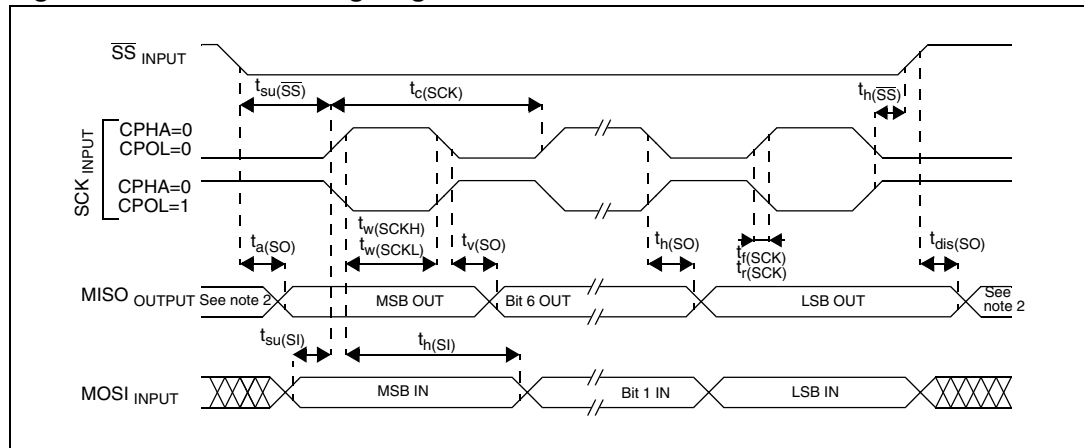 SS INPUT
tsu(SS)
tc(SCK)
th(SS)
SCK INPUT
CPHA=0
CPOL=0
CPHA=0
CPOL=1
ta(SO)
tw(SCKH)
tw(SCKL)
tv(SO)
th(SO)
tf(SCK)
tr(SCK)
tdis(SO)
MISO OUTPUT
See note 2
MSB OUT
Bit 6 OUT
LSB OUT
See
note 2
tsu(SI)
th(SI)
MOSI INPUT
MSB IN
Bit 1 IN
LSB IN